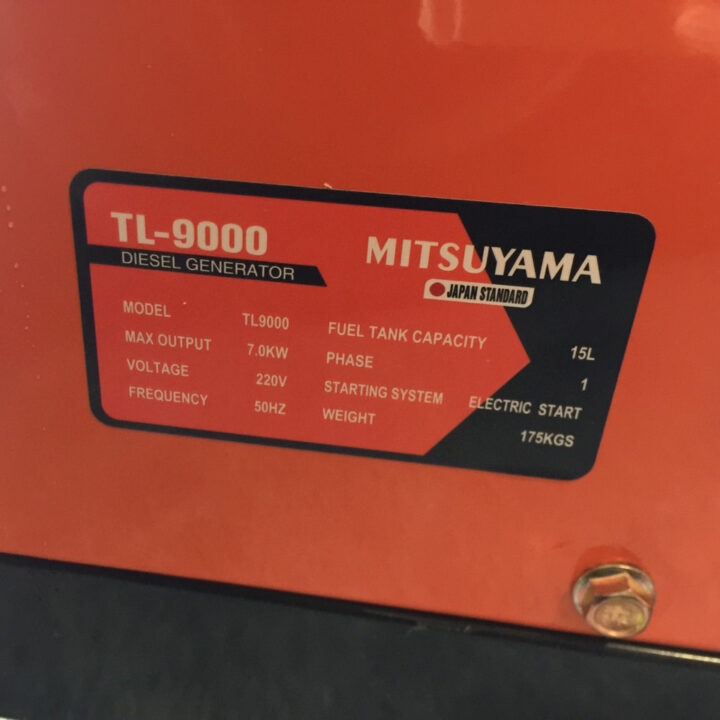 TL-9000
DIESEL GENERATOR
MITSUYAMA
JAPAN STANDARD
MODEL TL9000
MAX OUTPUT 7.0KW
VOLTAGE 220V
FREQUENCY 50HZ
FUEL TANK CAPACITY 15L
PHASE 1
STARTING SYSTEM ELECTRIC START
WEIGHT 175KGS